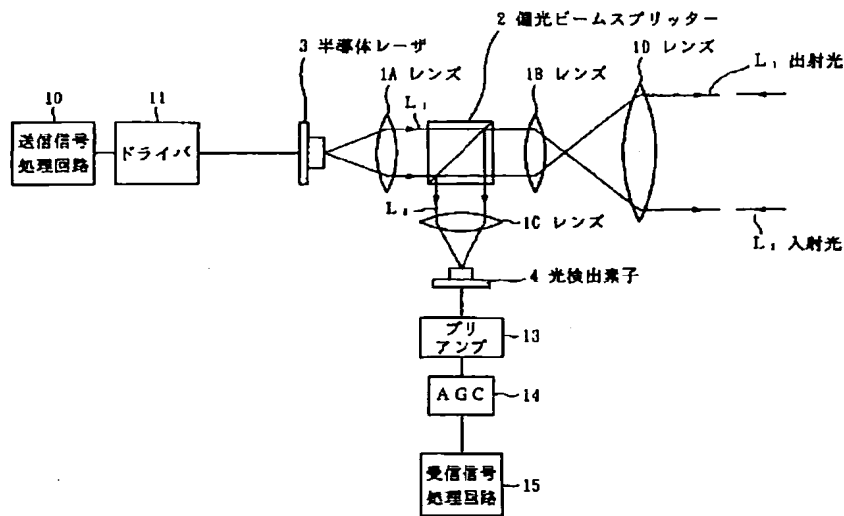 2 偏光ビームスプリッター
3 半導体レーザ
1A レンズ
1B レンズ
1D レンズ
L₁ 出射光
10
11
L₁
送信信号
処理回路
ドライバ
L₂
1C レンズ
L₂ 入射光
4 光検出素子
プリ
アンプ
13
AGC
14
受信信号
処理回路
15